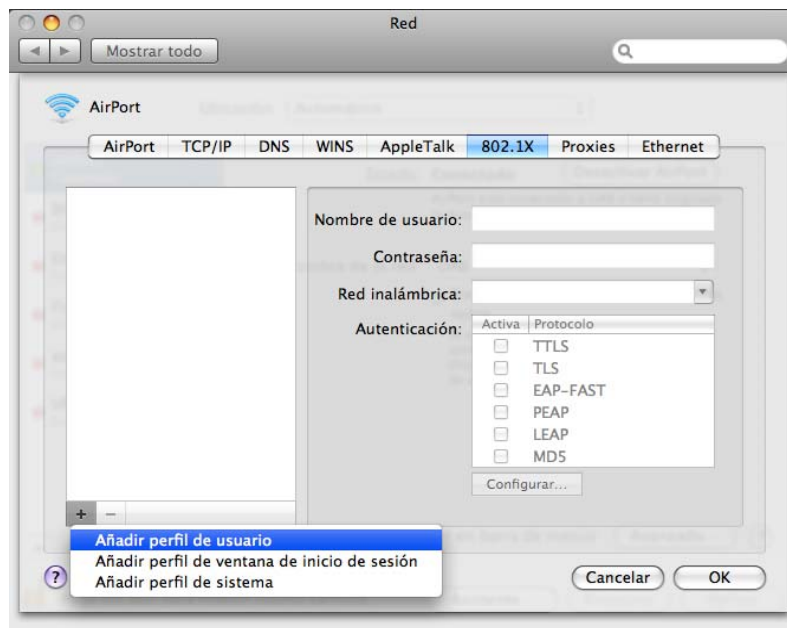 Red
Mostrar todo
AirPort
AirPort TCP/IP DNS WINS AppleTalk 802.1X Proxies Ethernet
Nombre de usuario:
Contraseña:
Red inalámbrica:
Autenticación:
Activa Protocolo
TTLS
TLS
EAP-FAST
PEAP
LEAP
MD5
Configurar...
+ −
Añadir perfil de usuario
Añadir perfil de ventana de inicio de sesión
Añadir perfil de sistema
?
Cancelar OK